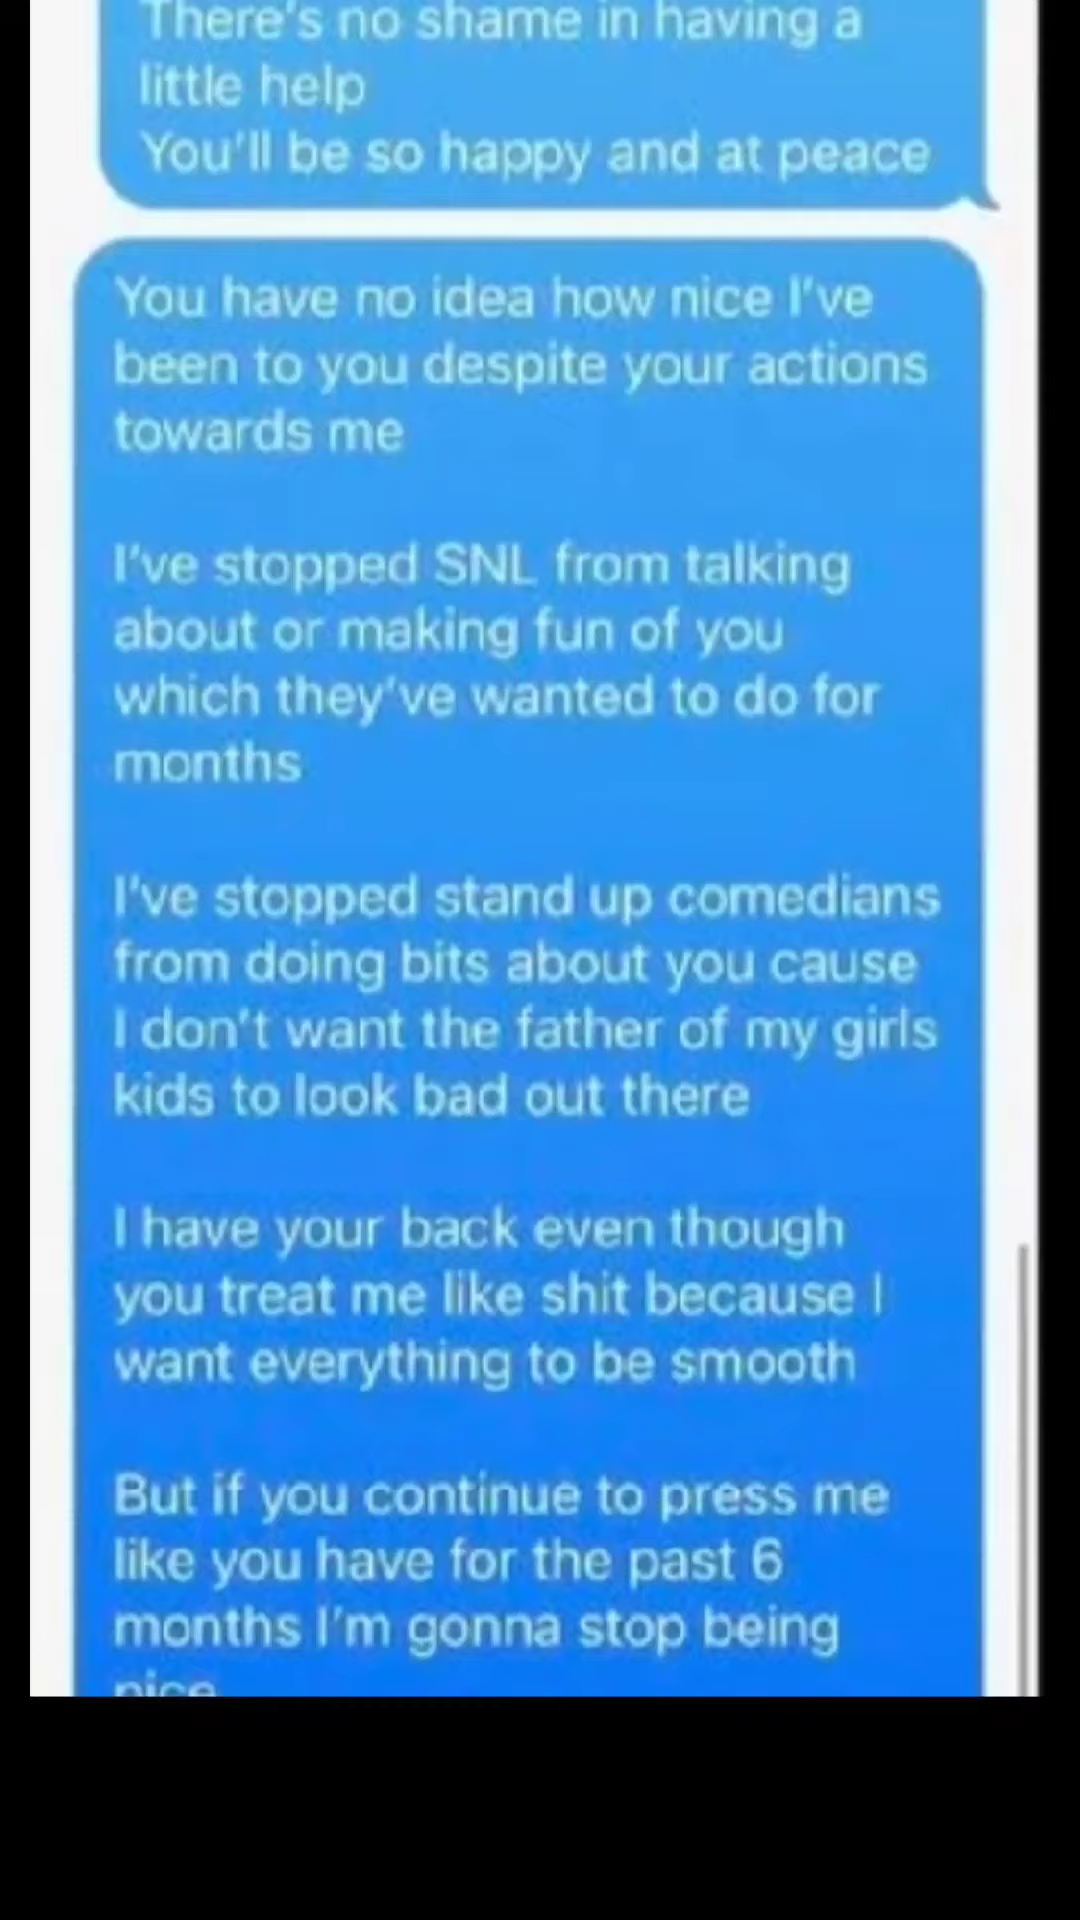 There's no shame in having a
little help
You'll be so happy and at peace
You have no idea how nice I've
been to you despite your actions
towards me
I've stopped SNL from talking
about or making fun of you
which they've wanted to do for
months
I've stopped stand up comedians
from doing bits about you cause
I don't want the father of my girls
kids to look bad out there
I have your back even though
you treat me like shit because I
want everything to be smooth
But if you continue to press me
like you have for the past 6
months I'm gonna stop being
nice